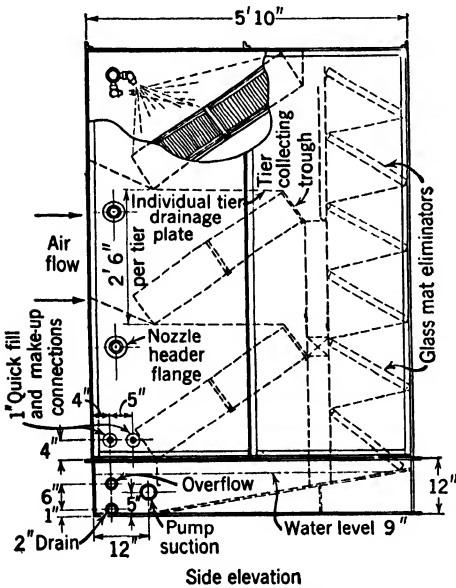 5' 10"
Individual tier
drainage
plate
Tier
collecting
trough
Air
flow
2' 6"
per tier
Glass mat eliminators
Nozzle
header
flange
1" Quick fill
and make-up
connections
4"
5"
4"
Overflow
6"
5"
12"
1"
2" Drain
Pump
suction
Water level 9"
12"
Side elevation